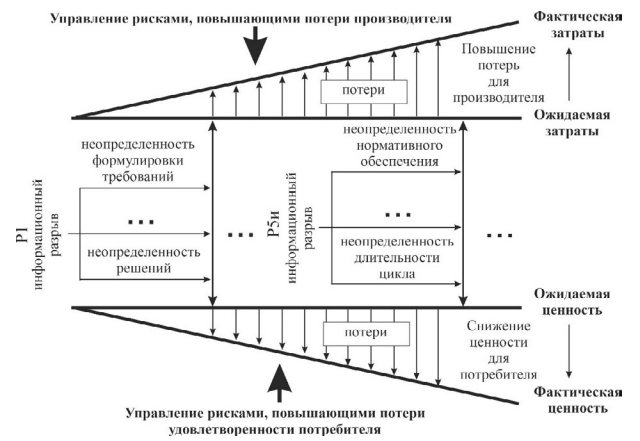 Управление рисками, повышающими потери производителя
Фактическая
затраты
Повышение
потерь
для
производителя
потери
Ожидаемая
затраты
неопределенность
формулировки
требований
...
неопределенность
решений
Р1
информационный
разрыв
...
неопределенность
нормативного
обеспечения
...
неопределенность
длительности
цикла
Р5и
информационный
разрыв
...
Ожидаемая
ценность
потери
Снижение
ценности
для
потребителя
Фактическая
ценность
Управление рисками, повышающими потери
удовлетворенности потребителя